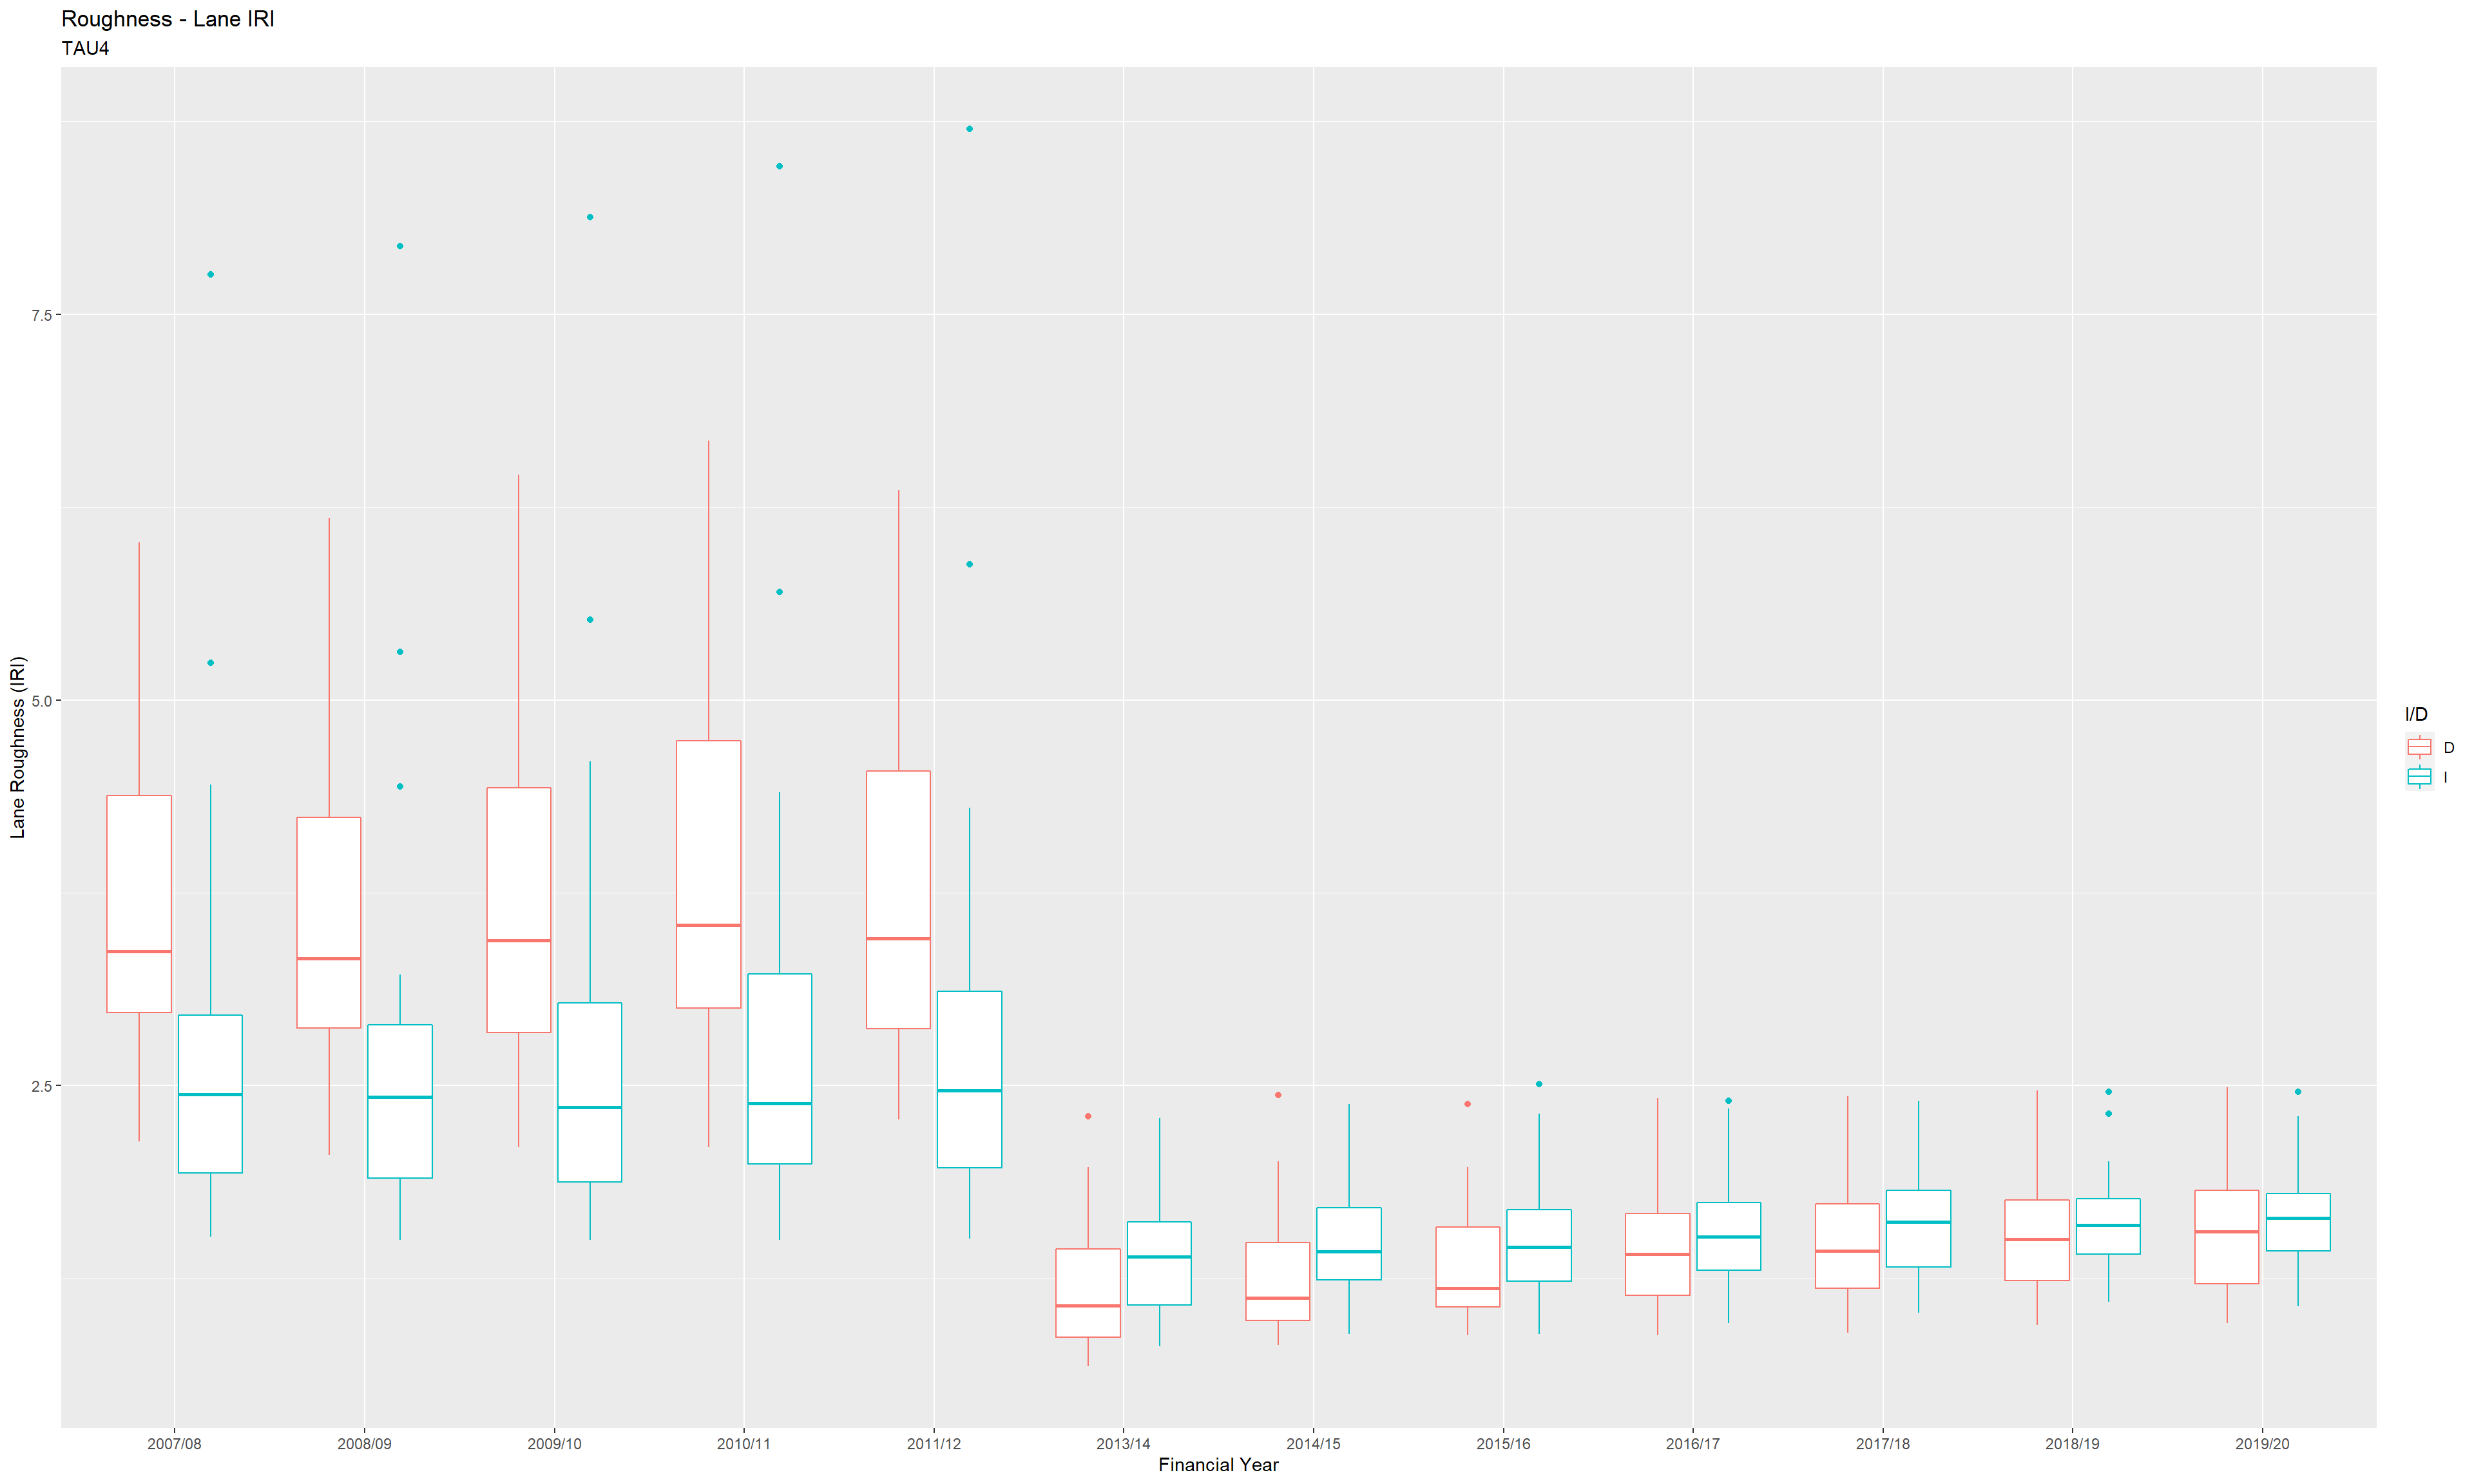 Roughness - Lane IRI
TAU4
Lane Roughness (IRI)
7.5
5.0
2.5
2007/08
2008/09
2009/10
2010/11
2011/12
2013/14
2014/15
2015/16
2016/17
2017/18
2018/19
2019/20
Financial Year
I/D
D
I